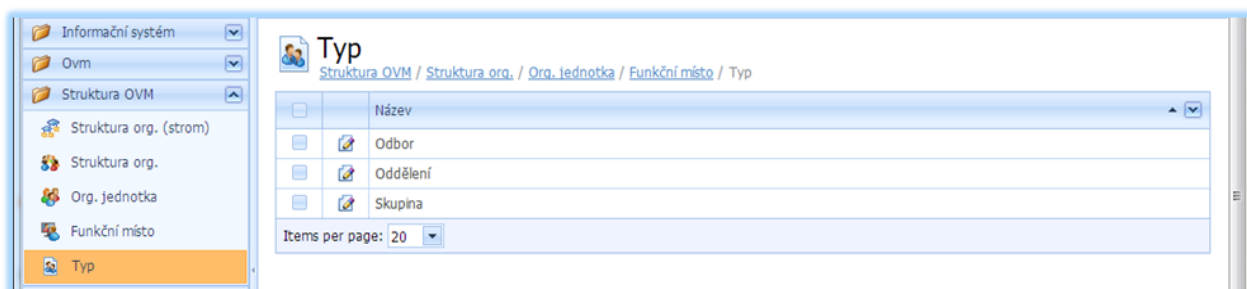 Informační systém
Ovm
Struktura OVM
Struktura org. (strom)
Struktura org.
Org. jednotka
Funkční místo
Typ
Typ
Struktura OVM / Struktura org. / Org. jednotka / Funkční místo / Typ
Název
Odbor
Oddělení
Skupina
Items per page: 20